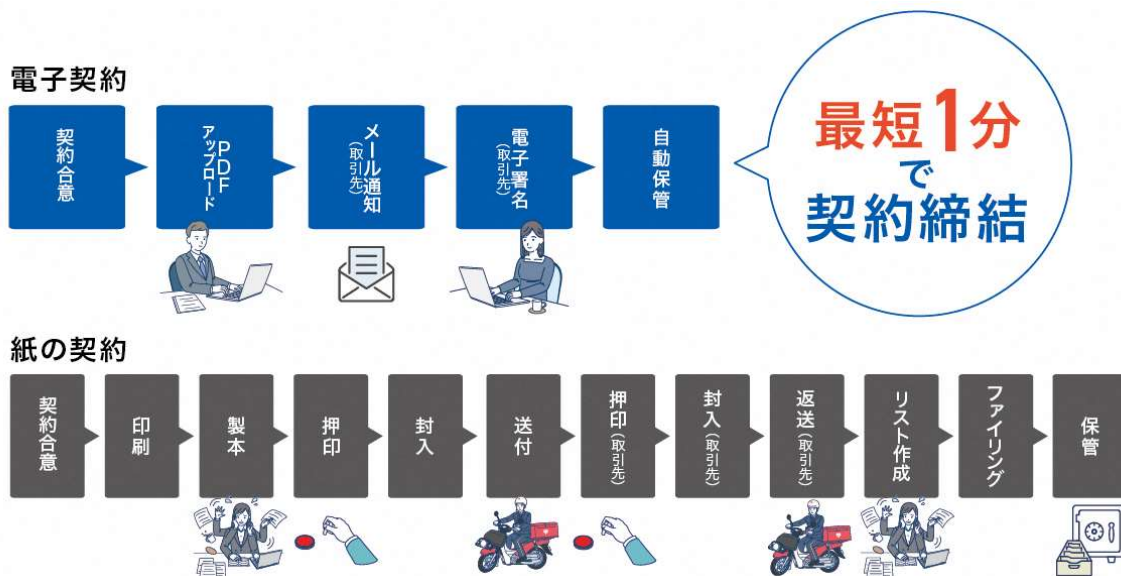 電子契約
契約合意
PDF
アップロード
メール通知
(取引先)
電子署名
(取引先)
自動保管
最短1分
で
契約締結
紙の契約
契約合意
印刷
製本
押印
封入
送付
押印(取引先)
封入(取引先)
返送(取引先)
リスト作成
ファイリング
保管